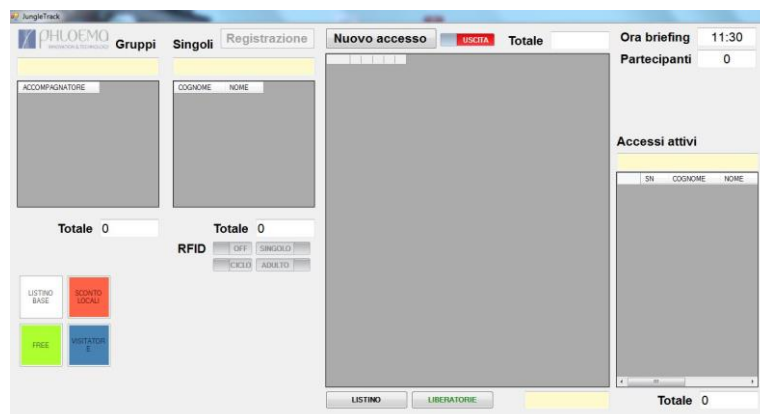 JungleTrack
PHLOEMO
Gruppi
Singoli
Registrazione
ACCOMPAGNATORE
COGNOME NOME
Totale 0
Totale 0
RFID OFF SINGOLO
CICLO ADULTO
LISTINO
BASE
SCONTO
LOCALI
FREE
VISITATOR
E
Nuovo accesso USCITA Totale
LISTINO LIBERATORIE
Ora briefing 11:30
Partecipanti 0
Accessi attivi
SN COGNOME NOME
Totale 0